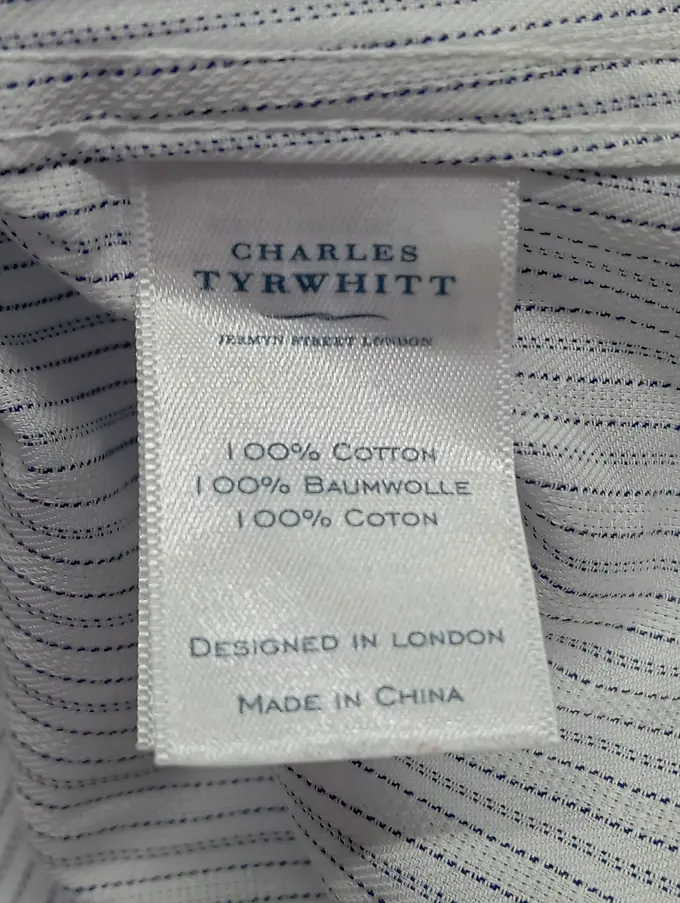 CHARLES
TYRWHITT
JERMYN STREET LONDON
100% COTTON
100% BAUMWOLLE
100% COTON
DESIGNED IN LONDON
MADE IN CHINA